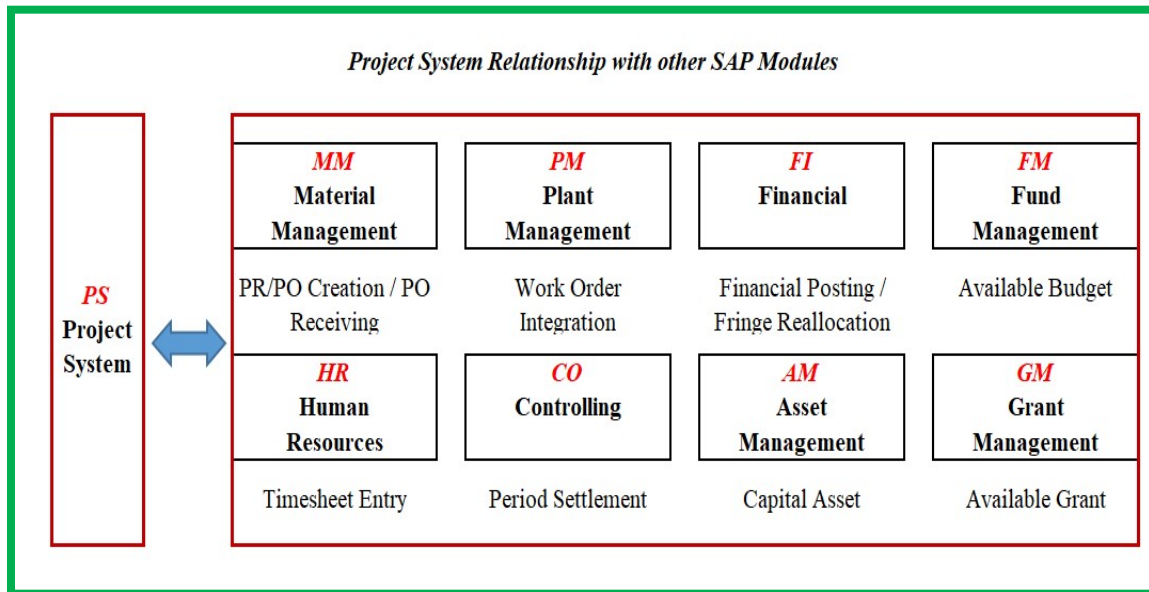 Project System Relationship with other SAP Modules
PS
Project
System
MM
Material
Management
PR/PO Creation / PO
Receiving
PM
Plant
Management
Work Order
Integration
FI
Financial
Financial Posting /
Fringe Reallocation
FM
Fund
Management
Available Budget
HR
Human
Resources
Timesheet Entry
CO
Controlling
Period Settlement
AM
Asset
Management
Capital Asset
GM
Grant
Management
Available Grant